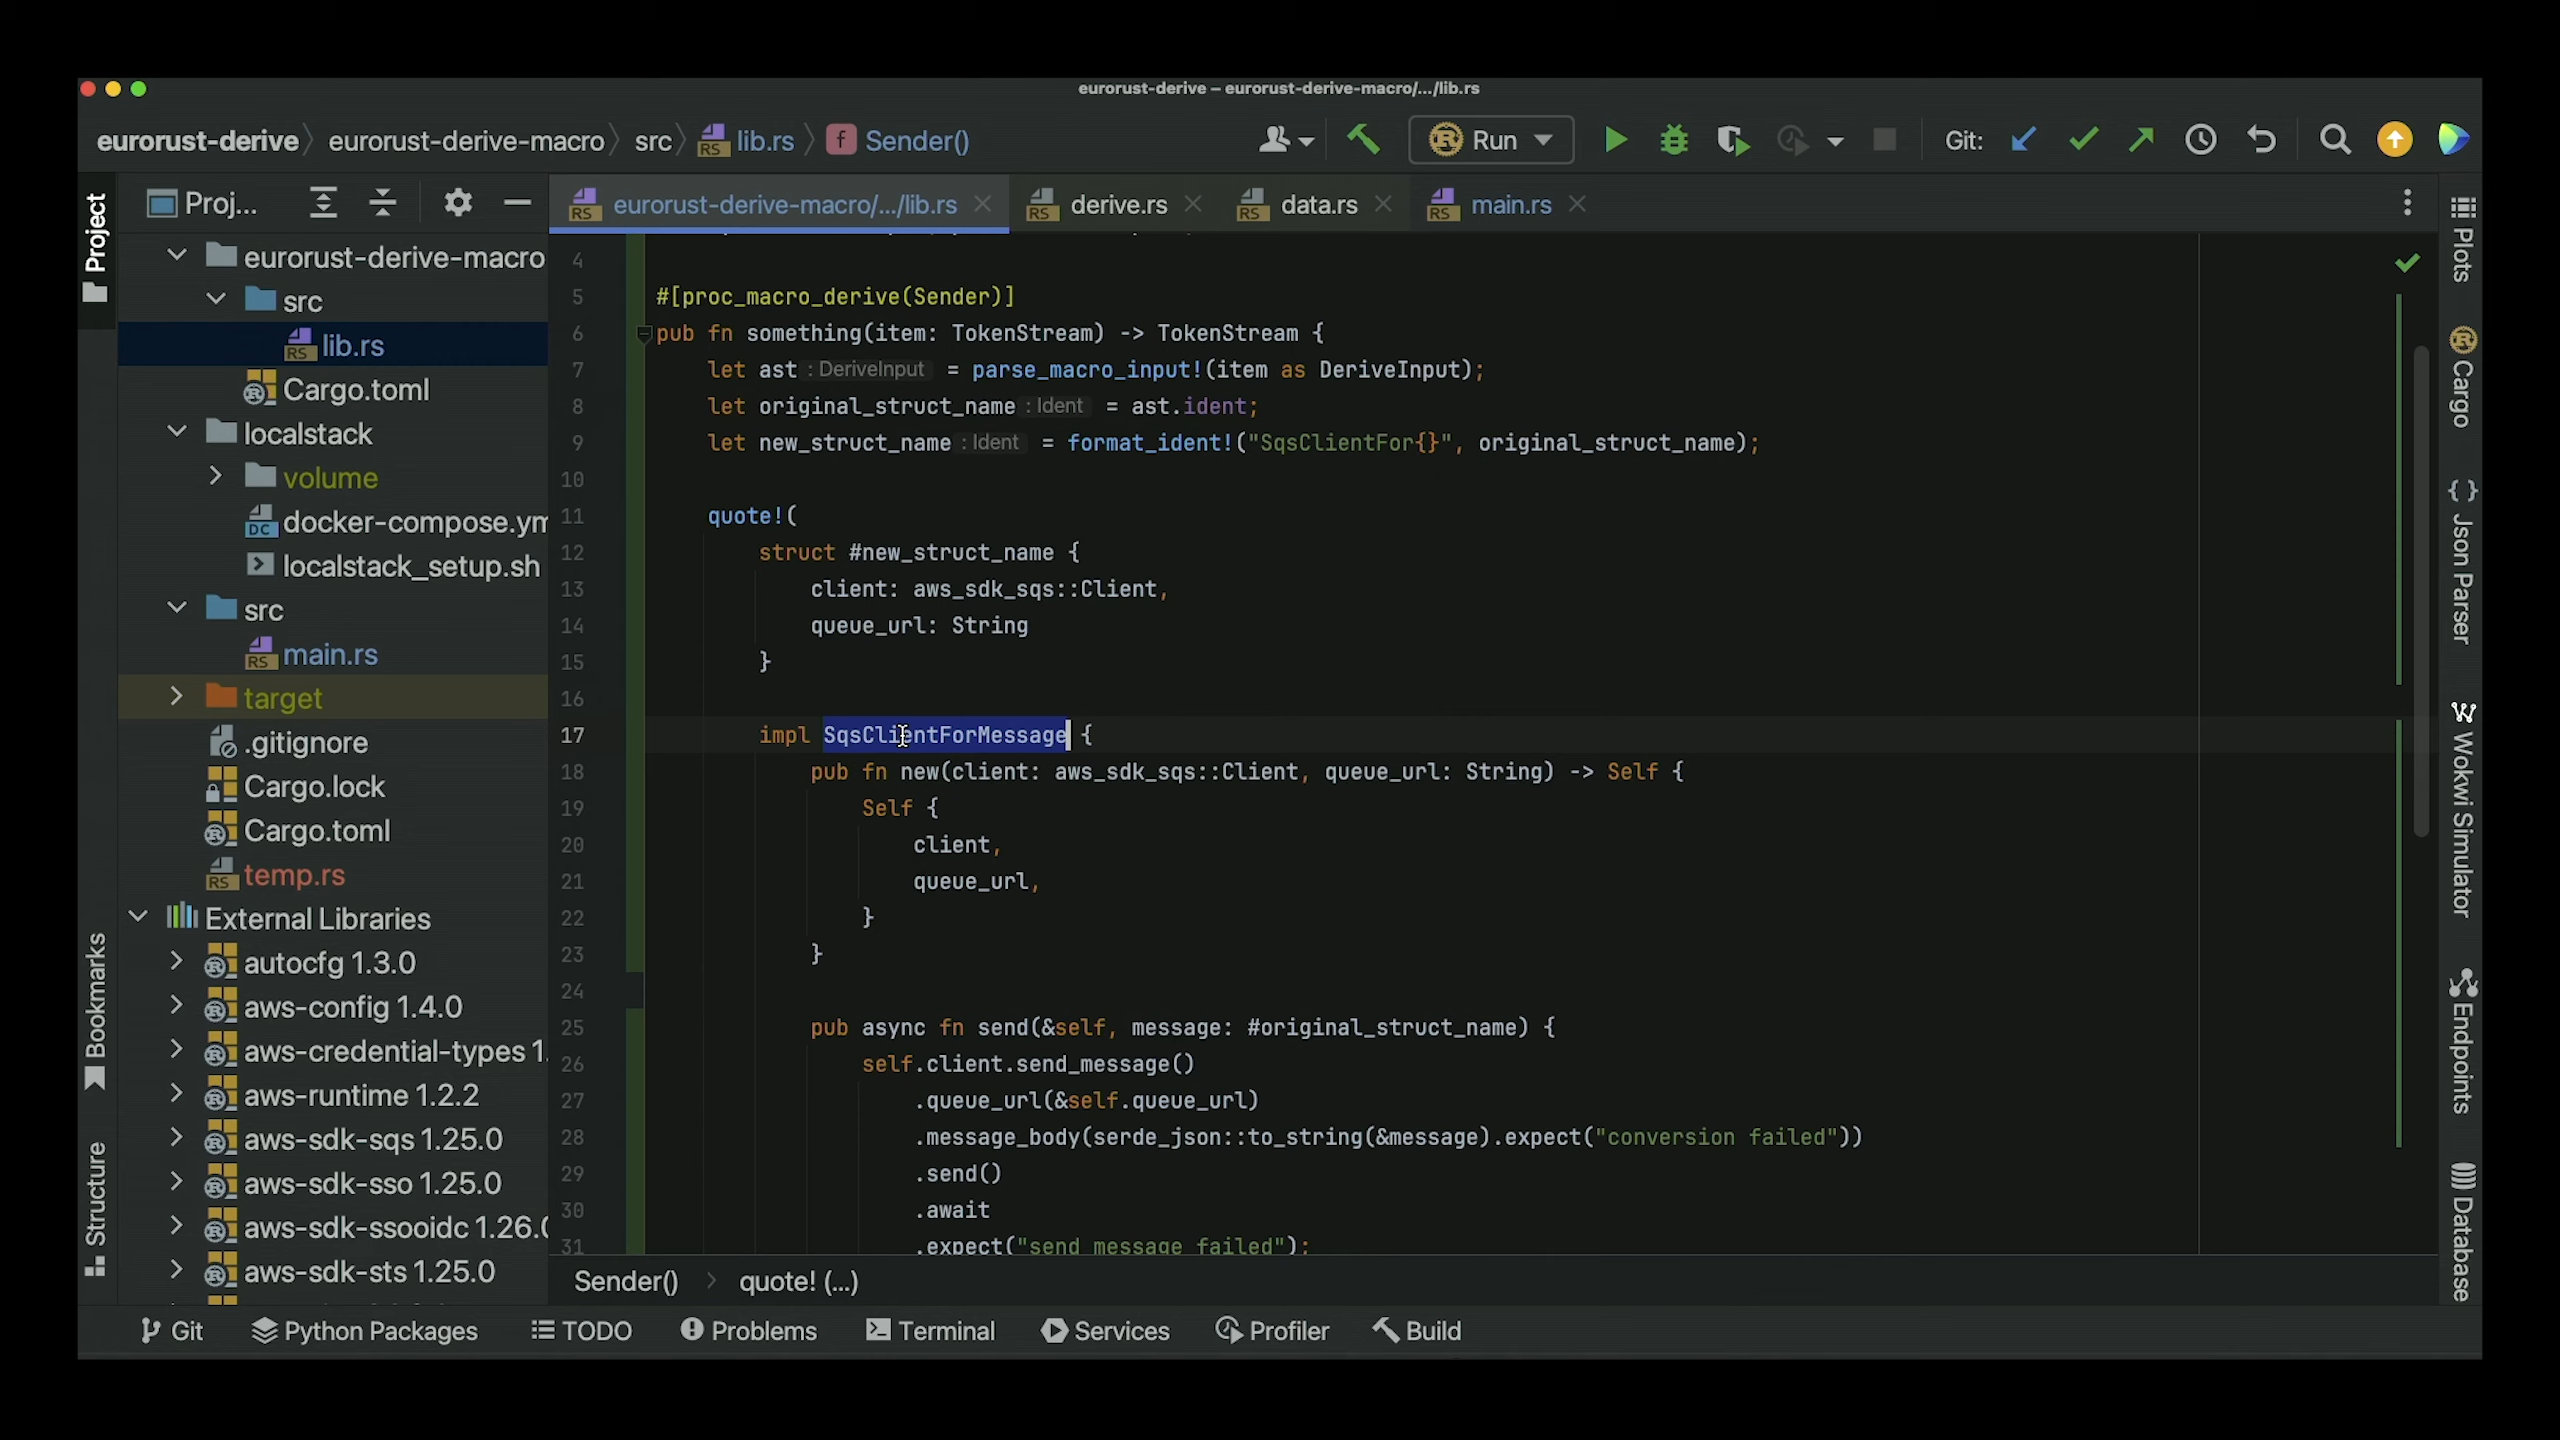 eurorust-derive – eurorust-derive-macro/.../lib.rs
eurorust-derive
eurorust-derive-macro
src
lib.rs
Sender()
Run
Git:
Project
Proj...
eurorust-derive-macro/.../lib.rs
derive.rs
data.rs
main.rs
eurorust-derive-macro
src
lib.rs
Cargo.toml
localstack
volume
docker-compose.ym
localstack_setup.sh
src
main.rs
target
.gitignore
Cargo.lock
Cargo.toml
temp.rs
External Libraries
autocfg 1.3.0
aws-config 1.4.0
aws-credential-types 1.
aws-runtime 1.2.2
aws-sdk-sqs 1.25.0
aws-sdk-sso 1.25.0
aws-sdk-ssooidc 1.26.0
aws-sdk-sts 1.25.0
Bookmarks
Structure
4
5 #[proc_macro_derive(Sender)]
6 pub fn something(item: TokenStream) -> TokenStream {
7 let ast : DeriveInput = parse_macro_input!(item as DeriveInput);
8 let original_struct_name : Ident = ast.ident;
9 let new_struct_name : Ident = format_ident!("SqsClientFor{}", original_struct_name);
10
11 quote!(
12 struct #new_struct_name {
13 client: aws_sdk_sqs::Client,
14 queue_url: String
15 }
16
17 impl SqsClientForMessage {
18 pub fn new(client: aws_sdk_sqs::Client, queue_url: String) -> Self {
19 Self {
20 client,
21 queue_url,
22 }
23 }
24
25 pub async fn send(&self, message: #original_struct_name) {
26 self.client.send_message()
27 .queue_url(&self.queue_url)
28 .message_body(serde_json::to_string(&message).expect("conversion failed"))
29 .send()
30 .await
31 .expect("send message failed");
Sender()
quote! (...)
Plots
Cargo
Json Parser
Wokwi Simulator
Endpoints
Database
Git
Python Packages
TODO
Problems
Terminal
Services
Profiler
Build